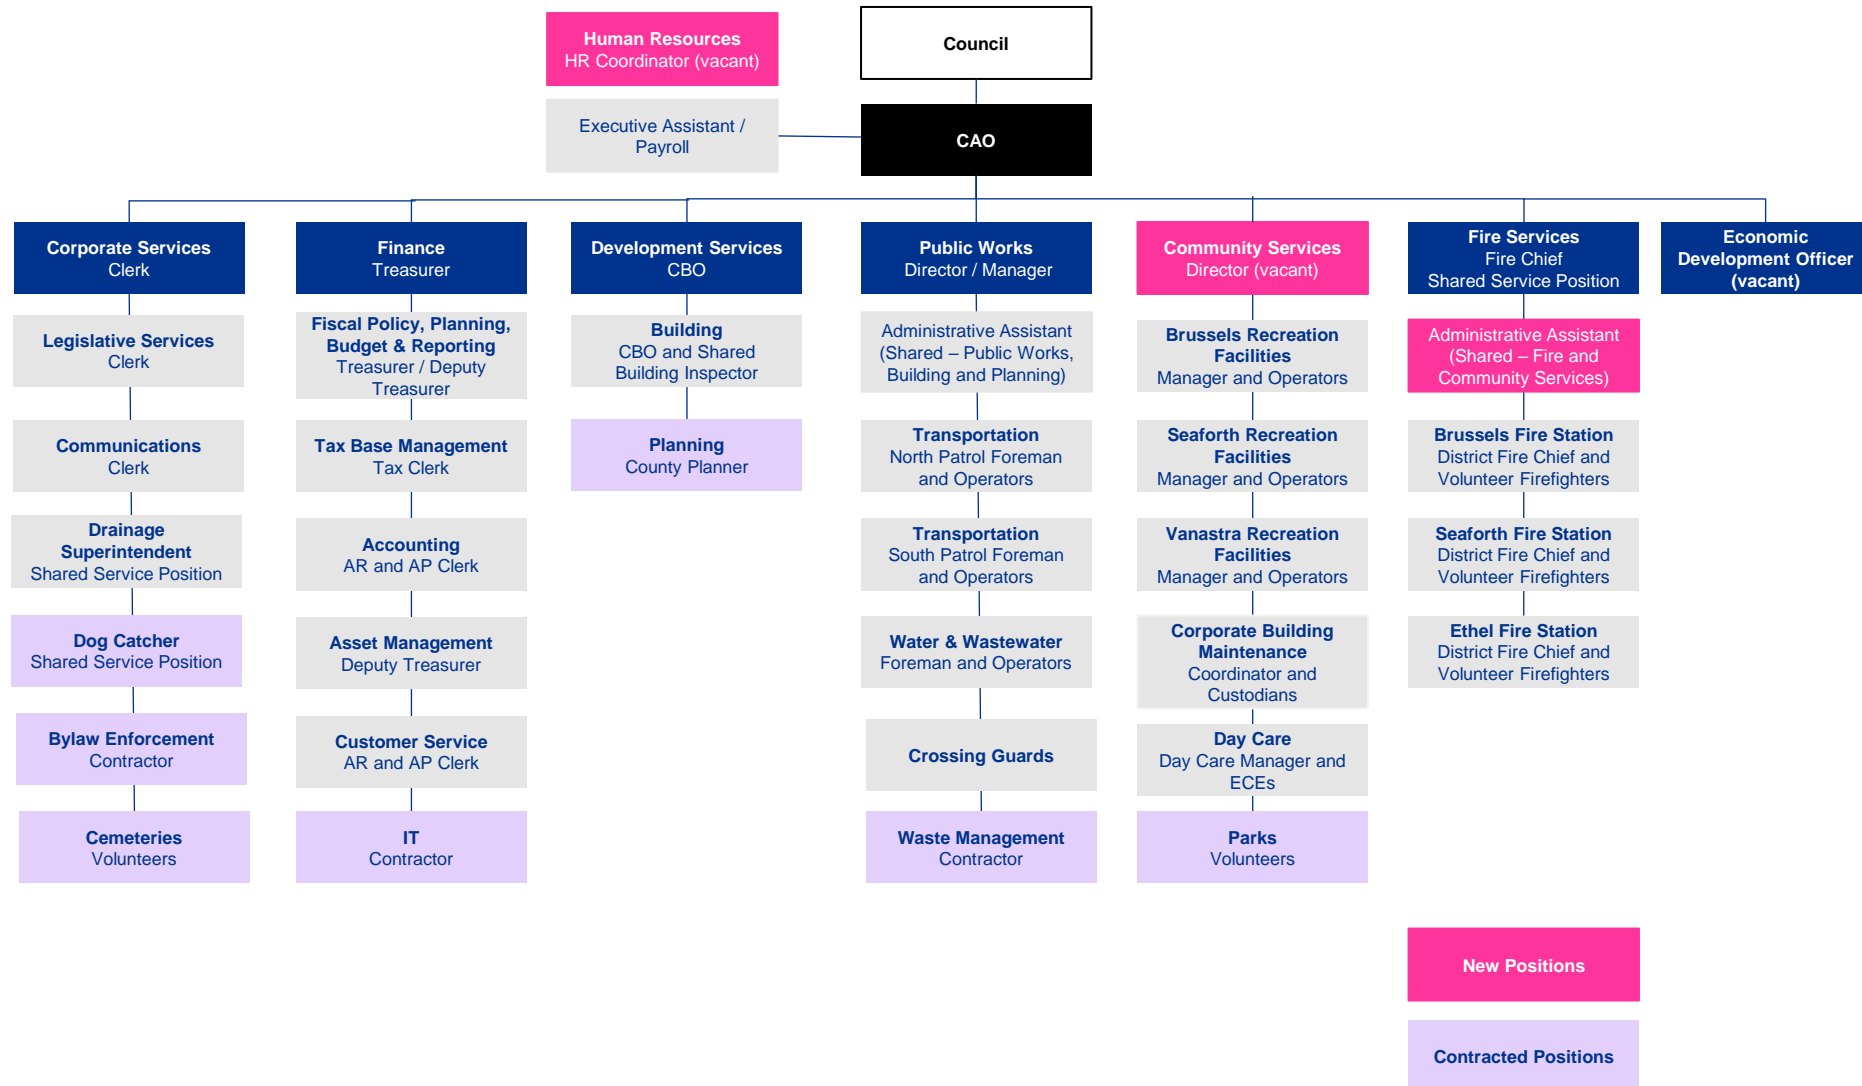 Human Resources
HR Coordinator (vacant)
Council
Executive Assistant /
Payroll
CAO
Corporate Services
Clerk
Finance
Treasurer
Development Services
CBO
Public Works
Director / Manager
Community Services
Director (vacant)
Fire Services
Fire Chief
Shared Service Position
Economic
Development Officer
(vacant)
Legislative Services
Clerk
Communications
Clerk
Drainage
Superintendent
Shared Service Position
Dog Catcher
Shared Service Position
Bylaw Enforcement
Contractor
Cemeteries
Volunteers
Fiscal Policy, Planning,
Budget & Reporting
Treasurer / Deputy
Treasurer
Tax Base Management
Tax Clerk
Accounting
AR and AP Clerk
Asset Management
Deputy Treasurer
Customer Service
AR and AP Clerk
IT
Contractor
Building
CBO and Shared
Building Inspector
Planning
County Planner
Administrative Assistant
(Shared – Public Works,
Building and Planning)
Transportation
North Patrol Foreman
and Operators
Transportation
South Patrol Foreman
and Operators
Water & Wastewater
Foreman and Operators
Crossing Guards
Waste Management
Contractor
Brussels Recreation
Facilities
Manager and Operators
Seaforth Recreation
Facilities
Manager and Operators
Vanastra Recreation
Facilities
Manager and Operators
Corporate Building
Maintenance
Coordinator and
Custodians
Day Care
Day Care Manager and
ECEs
Parks
Volunteers
Administrative Assistant
(Shared – Fire and
Community Services)
Brussels Fire Station
District Fire Chief and
Volunteer Firefighters
Seaforth Fire Station
District Fire Chief and
Volunteer Firefighters
Ethel Fire Station
District Fire Chief and
Volunteer Firefighters
New Positions
Contracted Positions